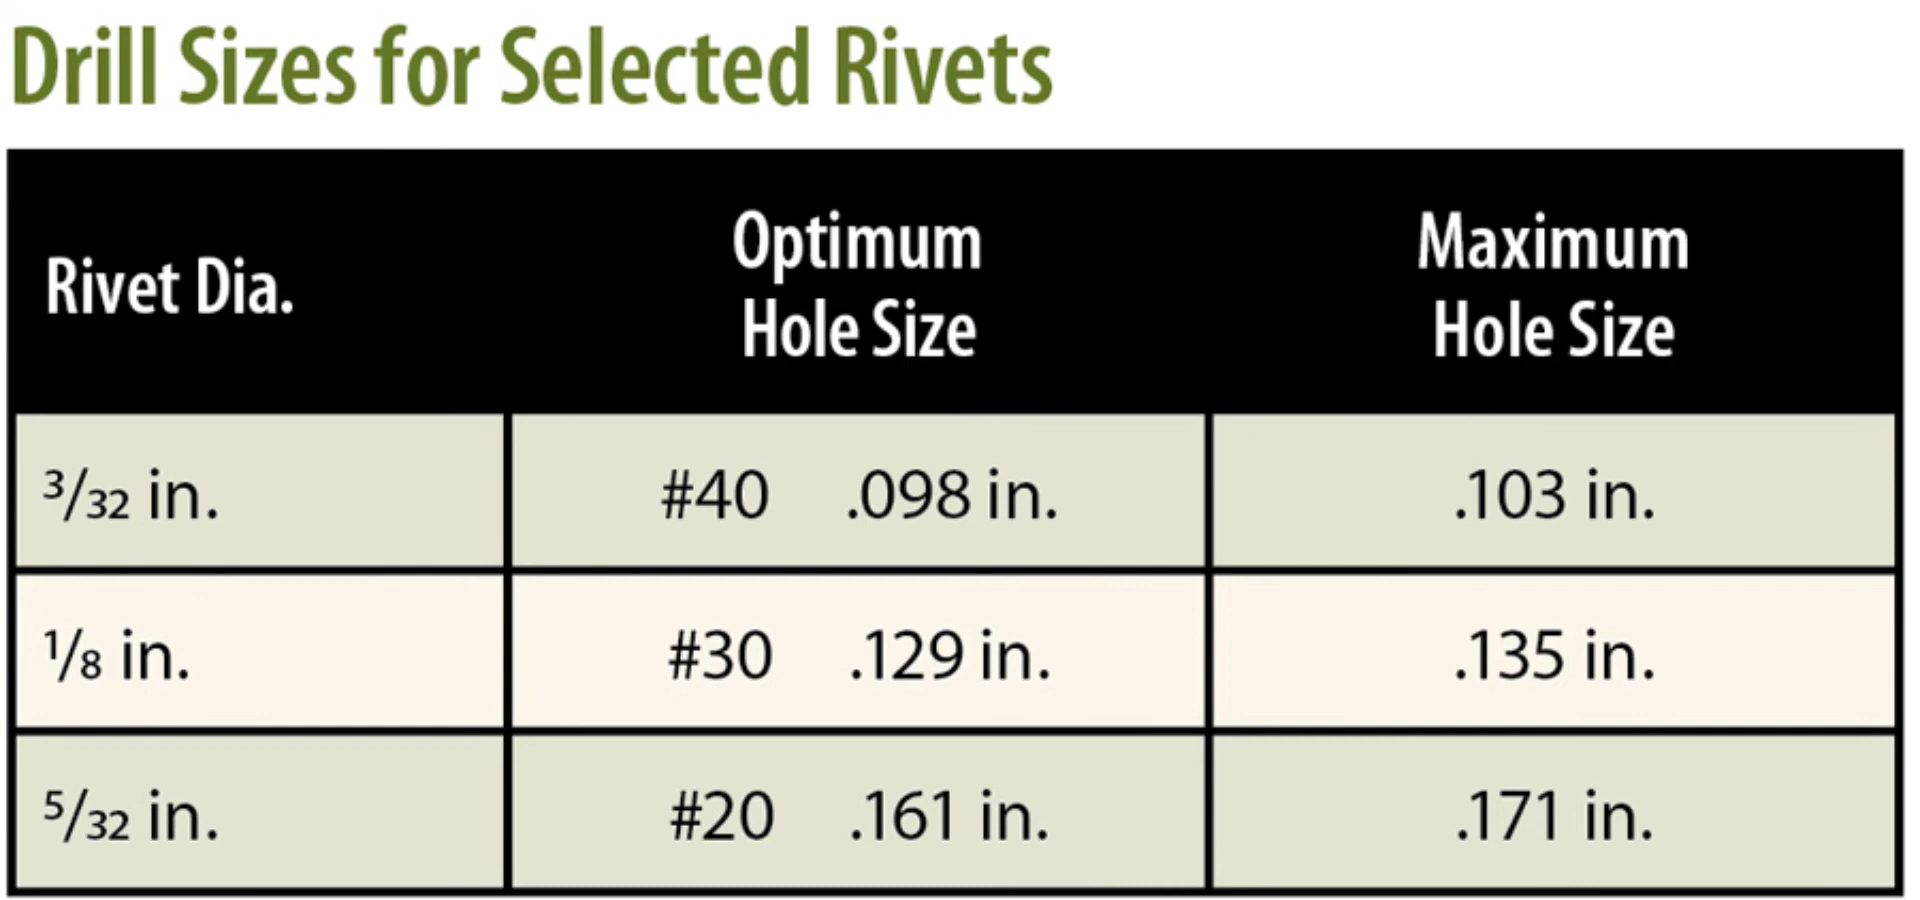 Drill Sizes for Selected Rivets
Rivet Dia.
Optimum
Hole Size
Maximum
Hole Size
3/32 in. #40 .098 in. .103 in.
1/8 in. #30 .129 in. .135 in.
5/32 in. #20 .161 in. .171 in.